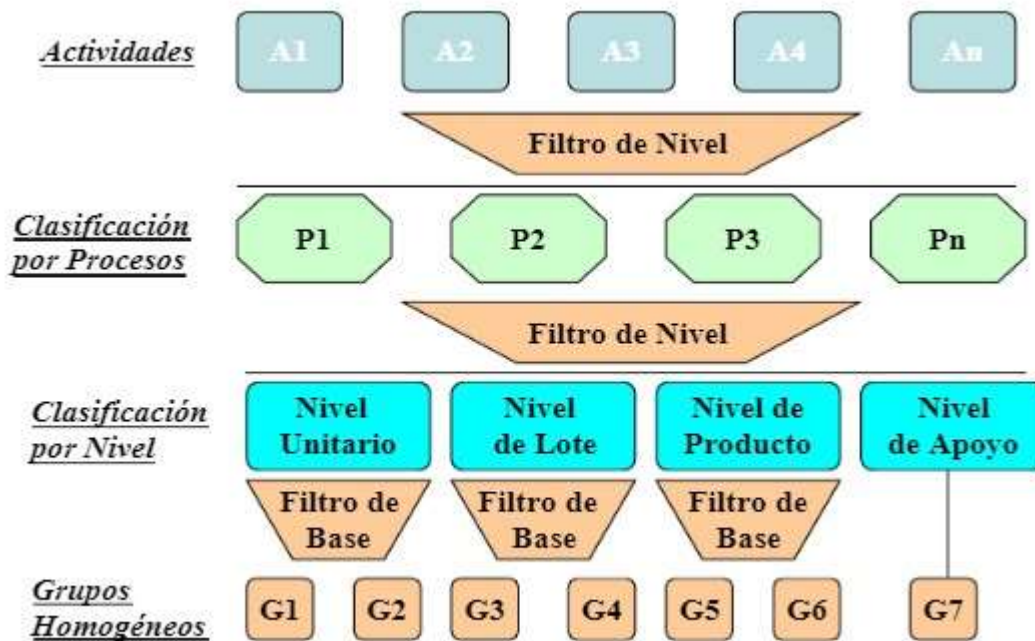 Actividades
A1 A2 A3 A4 An
Filtro de Nivel
Clasificación
por Procesos
P1 P2 P3 Pn
Filtro de Nivel
Clasificación
por Nivel
Nivel
Unitario
Nivel
de Lote
Nivel de
Producto
Nivel
de Apoyo
Filtro de
Base
Filtro de
Base
Filtro de
Base
Grupos
Homogéneos
G1 G2 G3 G4 G5 G6 G7